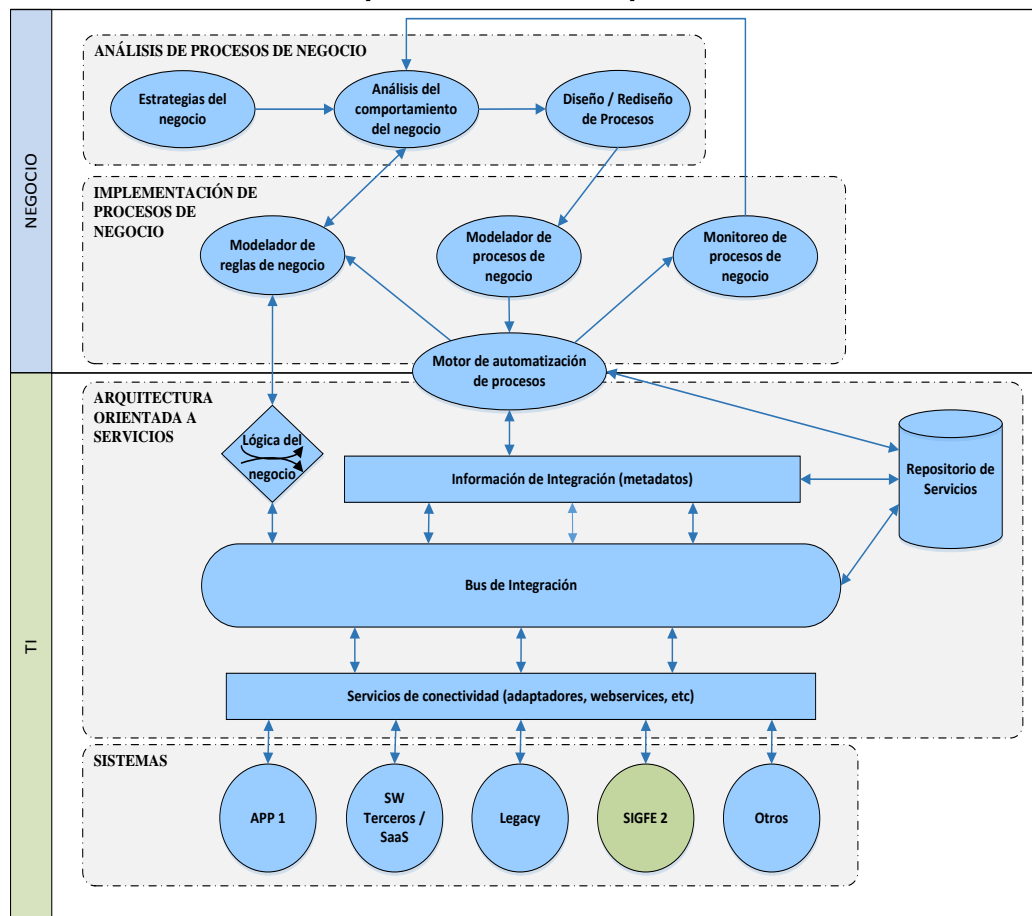 ANÁLISIS DE PROCESOS DE NEGOCIO
Estrategias del
negocio
Análisis del
comportamiento
del negocio
Diseño / Rediseño
de Procesos
NEGOCIO
IMPLEMENTACIÓN DE
PROCESOS DE
NEGOCIO
Modelador de
reglas de negocio
Modelador de
procesos de
negocio
Monitoreo de
procesos de negocio
Motor de automatización
de procesos
TI
ARQUITECTURA
ORIENTADA A
SERVICIOS
Lógica del
negocio
Información de Integración (metadatos)
Repositorio de
Servicios
Bus de Integración
Servicios de conectividad (adaptadores, webservices, etc)
SISTEMAS
APP 1
SW
Terceros /
SaaS
Legacy
SIGFE 2
Otros